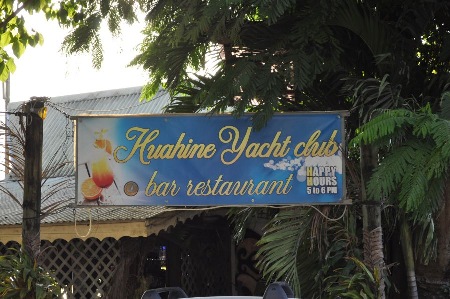 Huahine Yacht club
bar restaurant
HAPPY
HOURS
5 to 6 PM